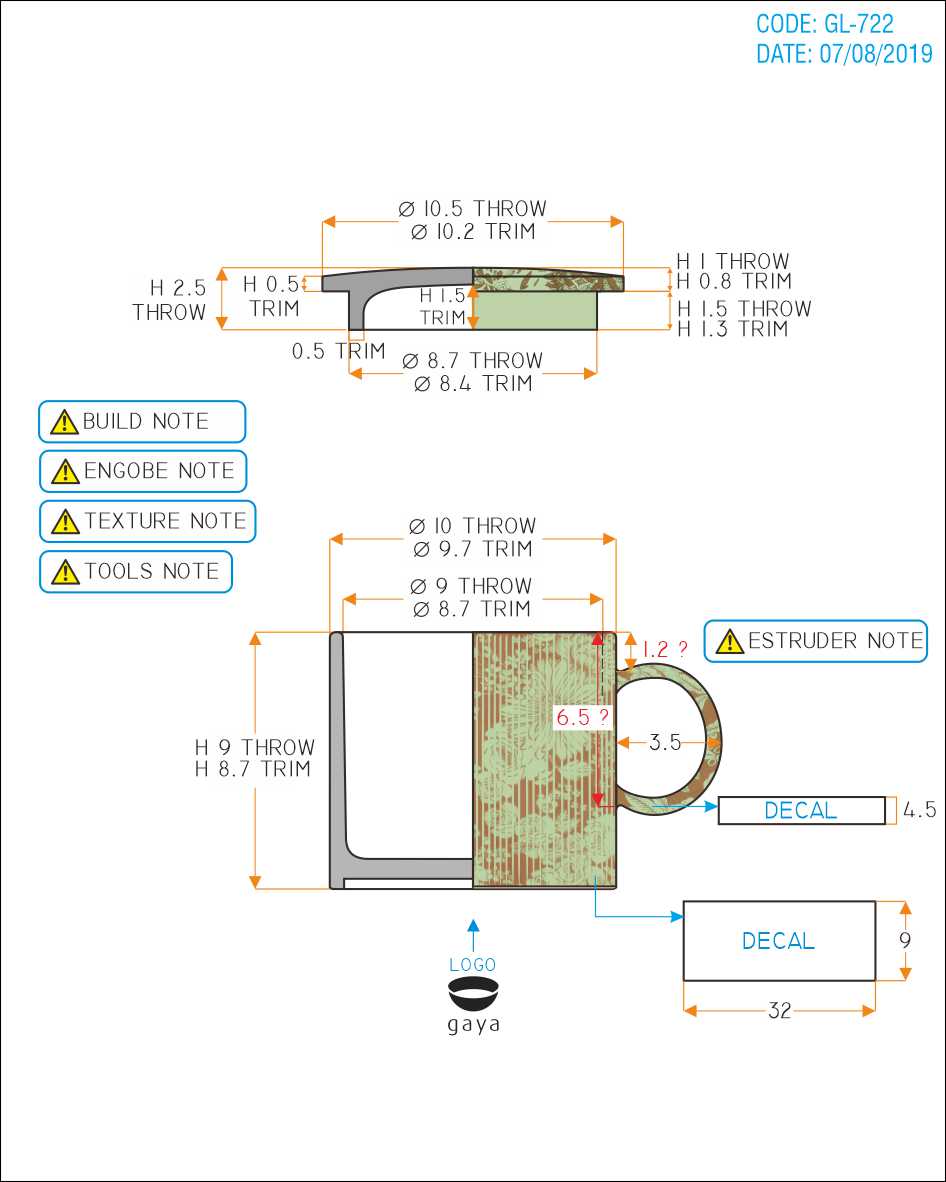 CODE: GL-722
DATE: 07/08/2019
Ø 10.5 THROW
Ø 10.2 TRIM
H 2.5
THROW
H 0.5
TRIM
H 1.5
TRIM
H 1 THROW
H 0.8 TRIM
H 1.5 THROW
H 1.3 TRIM
0.5 TRIM
Ø 8.7 THROW
Ø 8.4 TRIM
BUILD NOTE
ENGOBE NOTE
TEXTURE NOTE
TOOLS NOTE
Ø 10 THROW
Ø 9.7 TRIM
Ø 9 THROW
Ø 8.7 TRIM
ESTRUDER NOTE
1.2 ?
6.5 ?
3.5
H 9 THROW
H 8.7 TRIM
DECAL
4.5
DECAL
9
32
LOGO
gaya